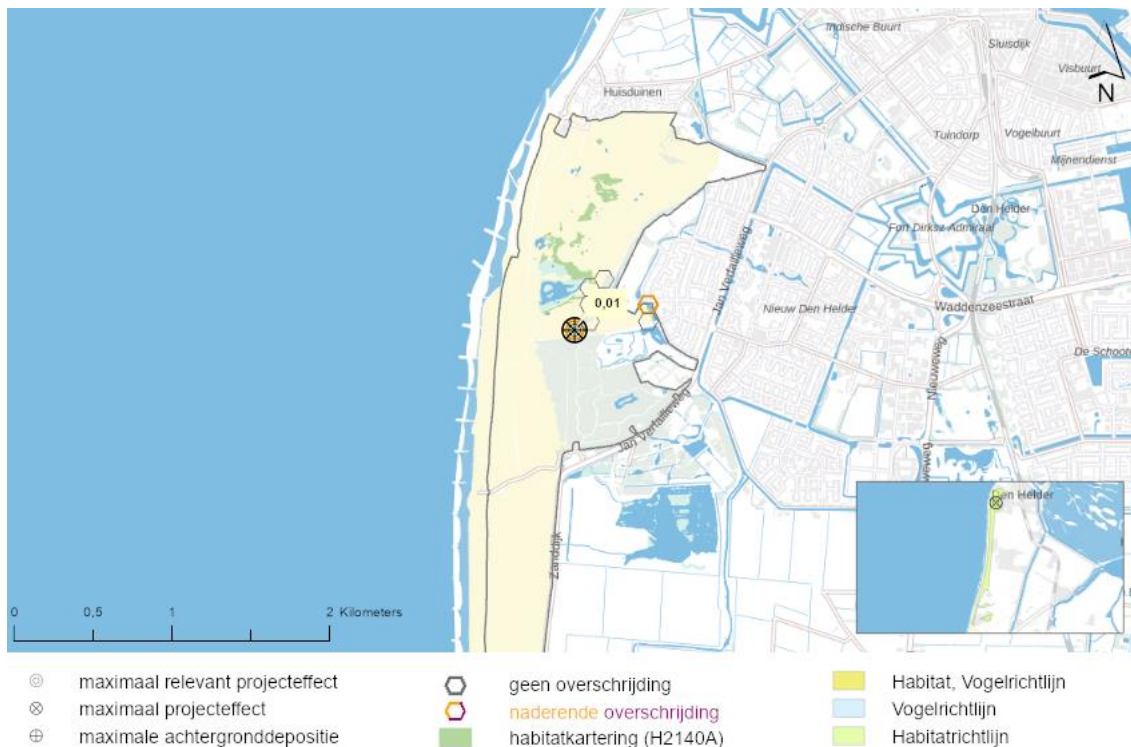 Indische Buurt
Sluisdijk
Visbuurt
Huisduinen
N
Tuindorp
Vogelbuurt
Mijnendienst
Den Helder
Fort Dirksz Admiraal
Jan Verfailleweg
0,01
Nieuw Den Helder
Waddenzeestraat
De Schooten
Nieuweweg
Jan Verfailleweg
Zanddijk
weweg
en Helder
0 0,5 1 2 Kilometers
maximaal relevant projecteffect
maximaal projecteffect
maximale achtergronddepositie
geen overschrijding
naderende overschrijding
habitatkartering (H2140A)
Habitat, Vogelrichtlijn
Vogelrichtlijn
Habitatrichtlijn